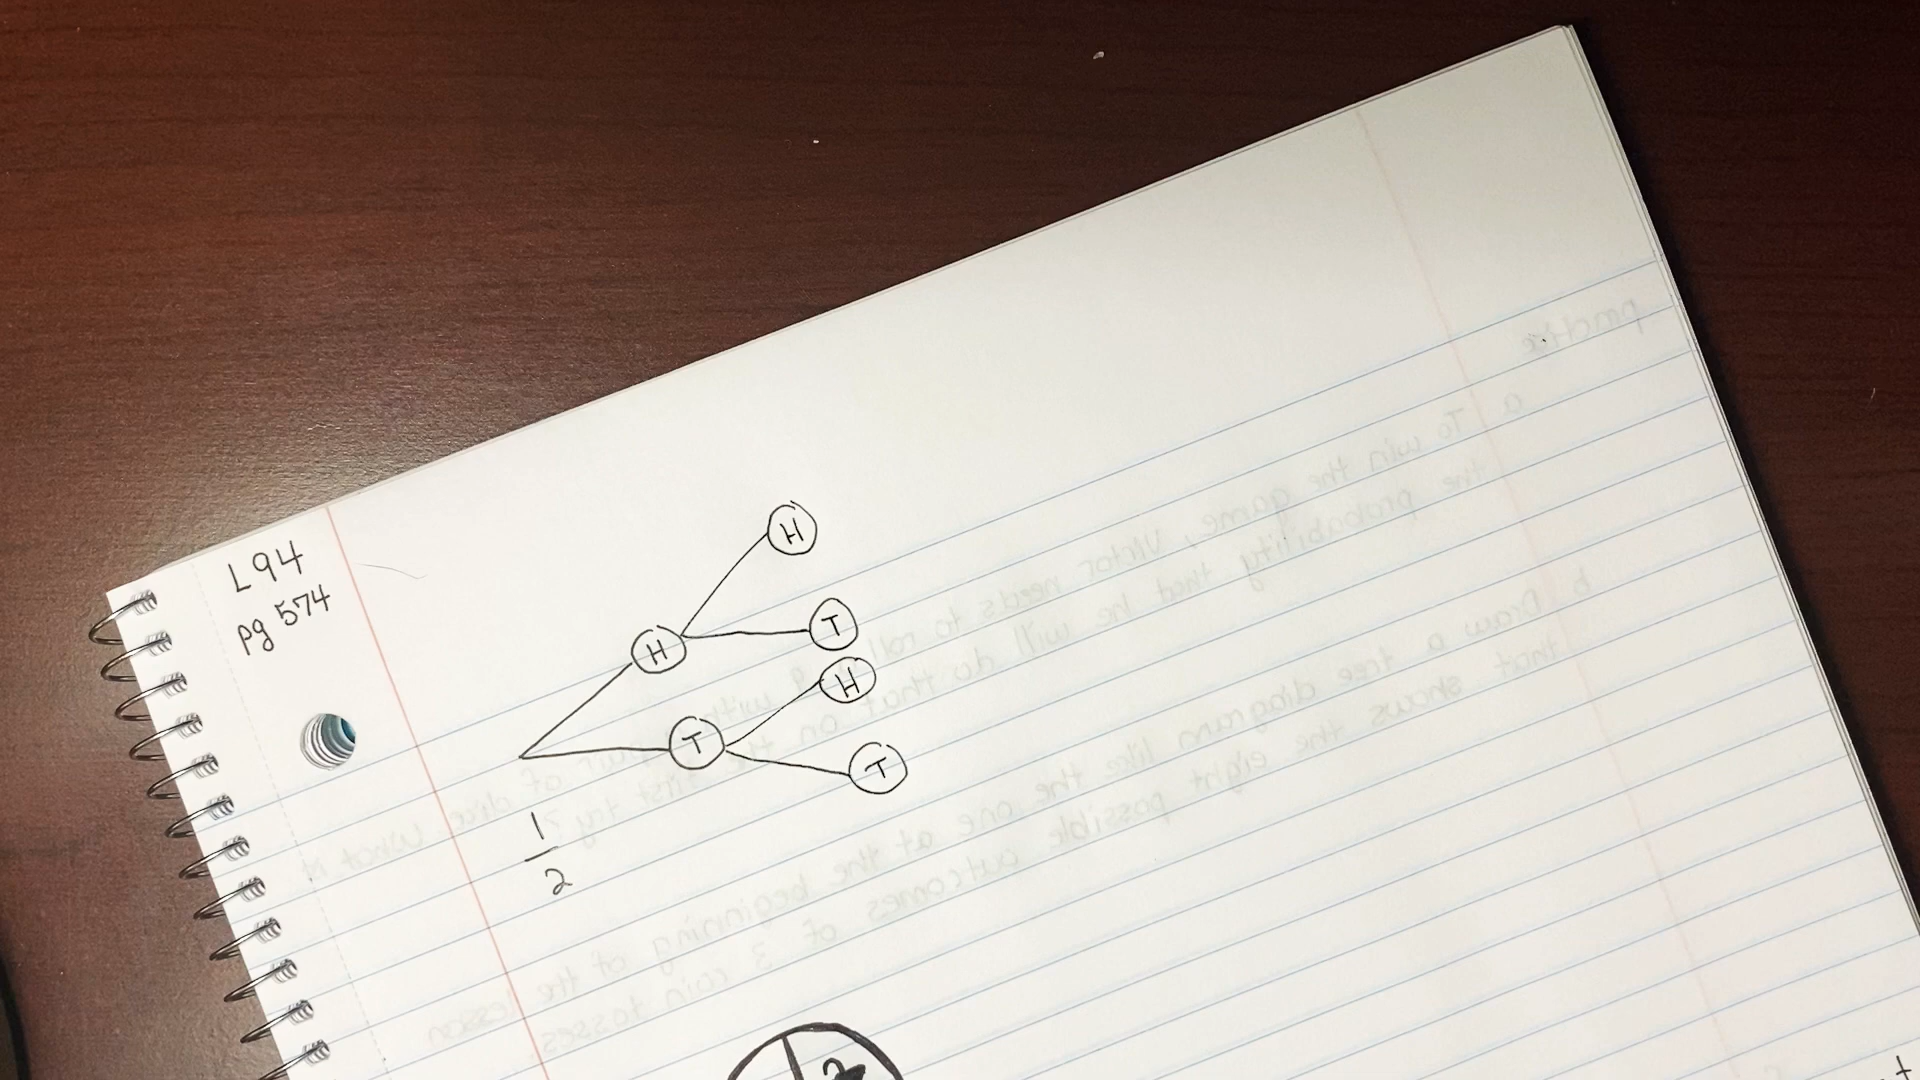 L94
pg 574
H
T
H
H
T
T
1
2
2
practice
a To win the game, Victor needs to roll
the probability that he will do that on the first try?
b Draw a tree diagram like the one at the beginning of the lesson
that shows the eight possible outcomes of 3 coin tosses.